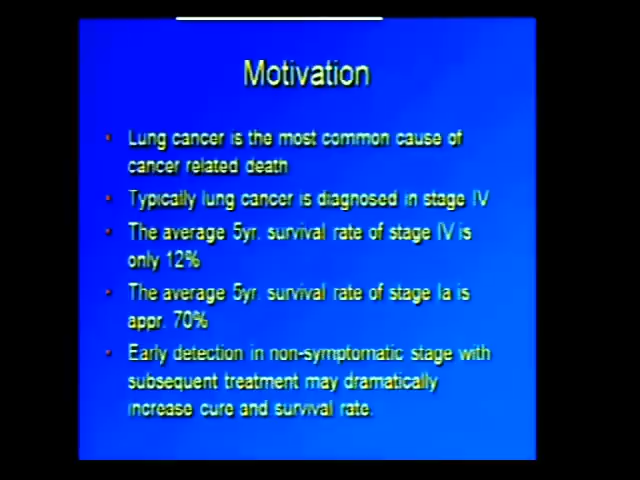 Motivation
• Lung cancer is the most common cause of
cancer related death
• Typically lung cancer is diagnosed in stage IV
• The average 5yr. survival rate of stage IV is
only 12%
• The average 5yr. survival rate of stage Ia is
appr. 70%
• Early detection in non-symptomatic stage with
subsequent treatment may dramatically
increase cure and survival rate.